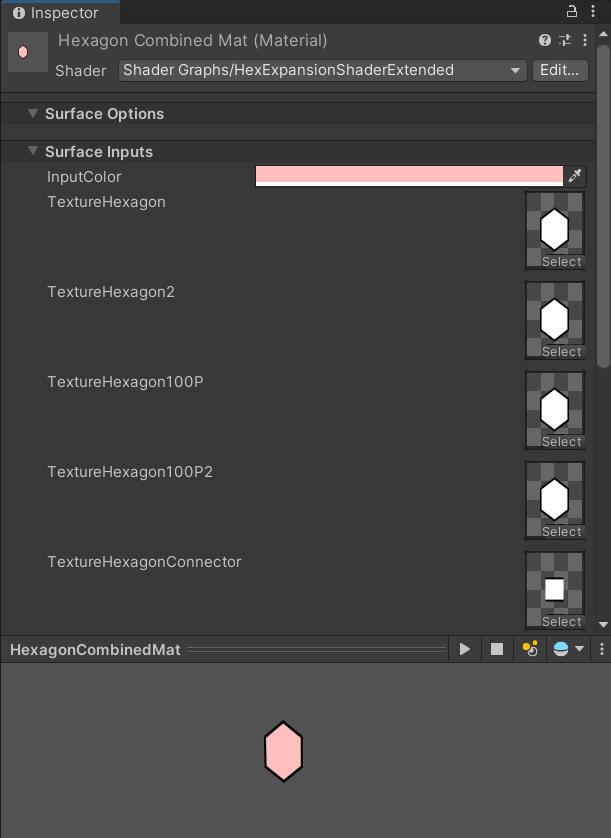 Inspector
Hexagon Combined Mat (Material)
Shader Shader Graphs/HexExpansionShaderExtended Edit...
Surface Options
Surface Inputs
InputColor
TextureHexagon
Select
TextureHexagon2
Select
TextureHexagon100P
Select
TextureHexagon100P2
Select
TextureHexagonConnector
Select
HexagonCombinedMat